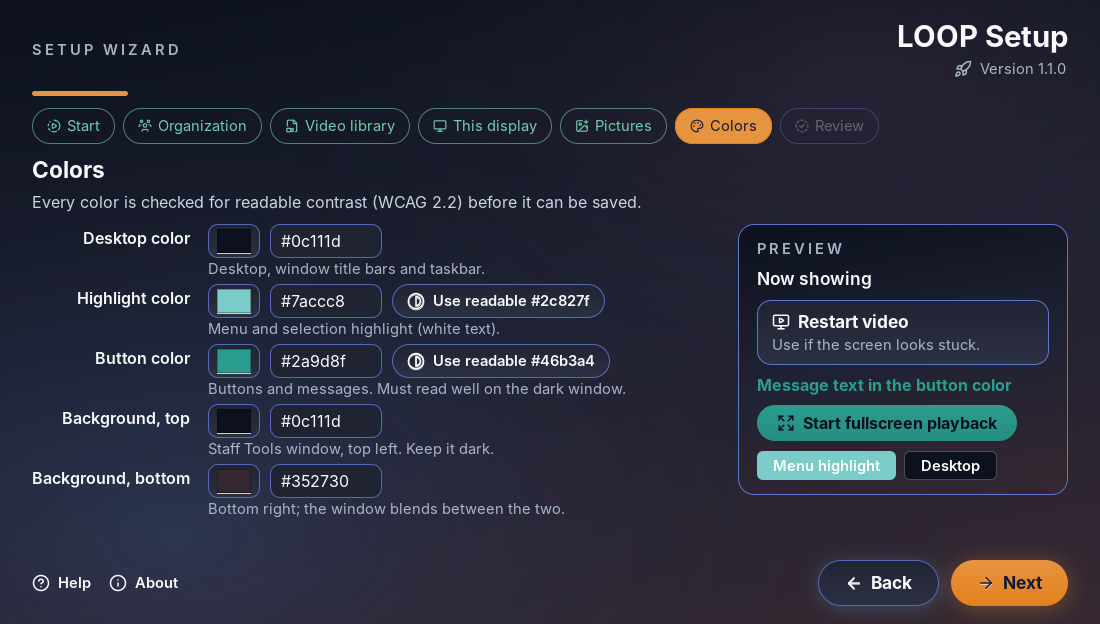 SETUP WIZARD
LOOP Setup
Version 1.1.0
Start
Organization
Video library
This display
Pictures
Colors
Review
Colors
Every color is checked for readable contrast (WCAG 2.2) before it can be saved.
Desktop color
#0c111d
Desktop, window title bars and taskbar.
Highlight color
#7accc8
Use readable #2c827f
Menu and selection highlight (white text).
Button color
#2a9d8f
Use readable #46b3a4
Buttons and messages. Must read well on the dark window.
Background, top
#0c111d
Staff Tools window, top left. Keep it dark.
Background, bottom
#352730
Bottom right; the window blends between the two.
PREVIEW
Now showing
Restart video
Use if the screen looks stuck.
Message text in the button color
Start fullscreen playback
Menu highlight
Desktop
Help
About
Back
Next